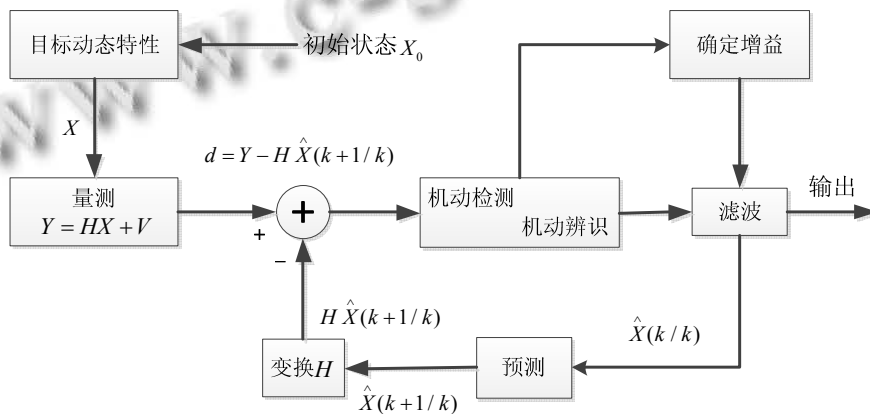 目标动态特性
初始状态 X₀
确定增益
X
d = Y − H X̂(k+1/k)
量测
Y = HX + V
+
+
−
机动检测
机动辨识
滤波
输出
H X̂(k+1/k)
X̂(k/k)
变换H
预测
X̂(k+1/k)
www.c